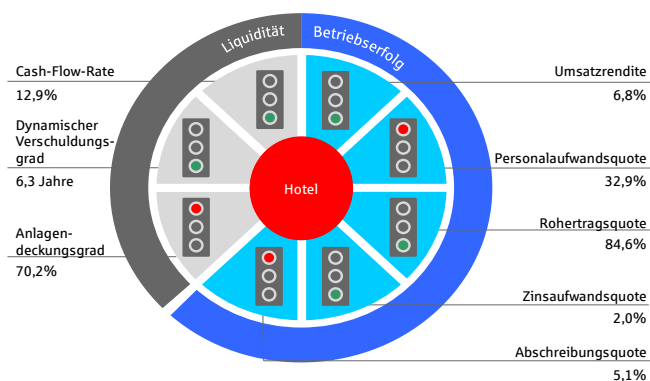 Liquidität
Betriebserfolg
Cash-Flow-Rate
12,9%
Dynamischer
Verschuldungs-
grad
6,3 Jahre
Anlagen-
deckungsgrad
70,2%
Hotel
Umsatzrendite
6,8%
Personalaufwandsquote
32,9%
Rohertragsquote
84,6%
Zinsaufwandsquote
2,0%
Abschreibungsquote
5,1%